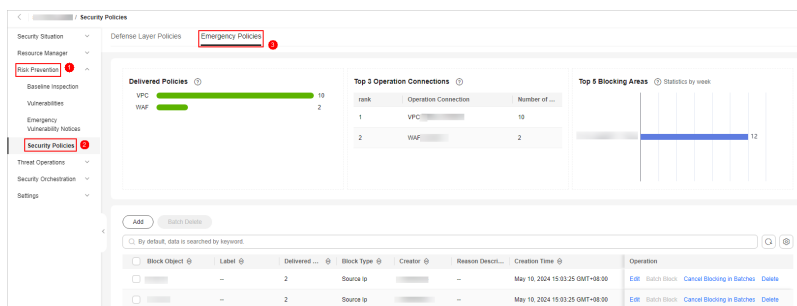 / Security Policies
Security Situation
Resource Manager
Risk Prevention
1
Baseline Inspection
Vulnerabilities
Emergency
Vulnerability Notices
Security Policies
2
Threat Operations
Security Orchestration
Settings
Defense Layer Policies
Emergency Policies
3
Delivered Policies
VPC 10
WAF 2
Top 3 Operation Connections
rank Operation Connection Number of ...
1 VPC 10
2 WAF 2
Top 5 Blocking Areas Statistics by week
12
Add Batch Delete
By default, data is searched by keyword.
Block Object Label Delivered ... Block Type Creator Reason Descri... Creation Time Operation
-- 2 Source Ip -- May 10, 2024 15:03:25 GMT+08:00 Edit Batch Block Cancel Blocking in Batches Delete
-- 2 Source Ip -- May 10, 2024 15:03:25 GMT+08:00 Edit Batch Block Cancel Blocking in Batches Delete